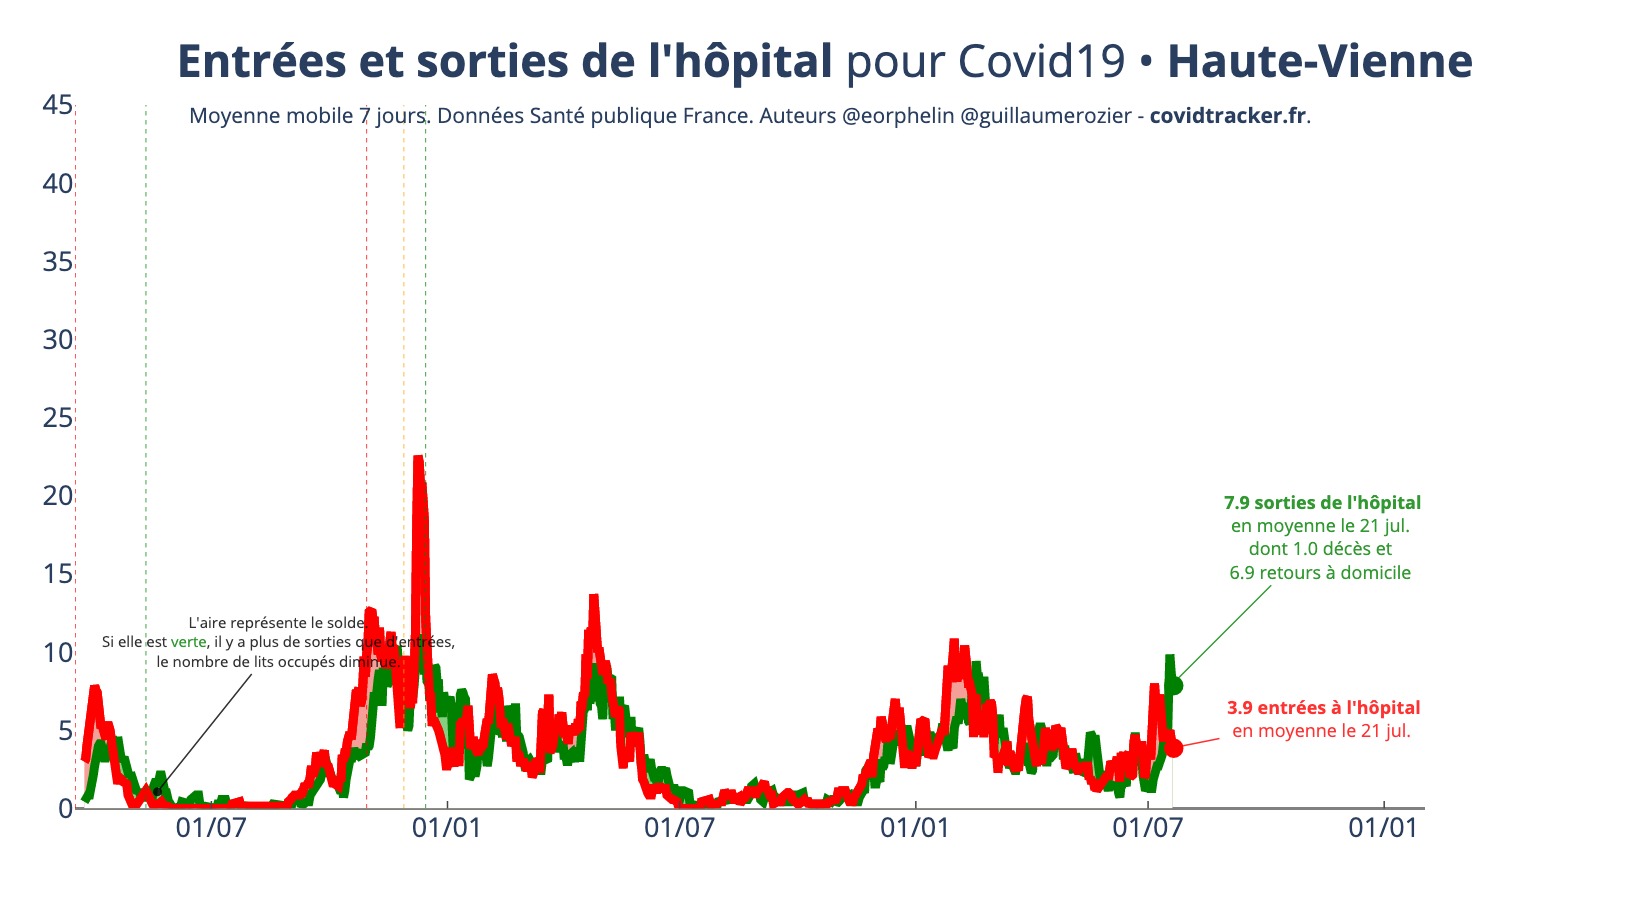 Entrées et sorties de l'hôpital pour Covid19 • Haute-Vienne
Moyenne mobile 7 jours. Données Santé publique France. Auteurs @eorphelin @guillaumerozier - covidtracker.fr.
45
40
35
30
25
20
15
10
5
0
L'aire représente le solde.
Si elle est verte, il y a plus de sorties que d'entrées,
le nombre de lits occupés diminue.
7.9 sorties de l'hôpital
en moyenne le 21 jul.
dont 1.0 décès et
6.9 retours à domicile
3.9 entrées à l'hôpital
en moyenne le 21 jul.
01/07
01/01
01/07
01/01
01/07
01/01